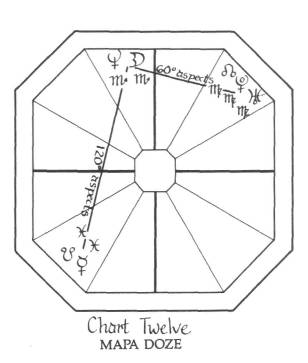 60° aspects
120° aspects
Chart Twelve
MAPA DOZE